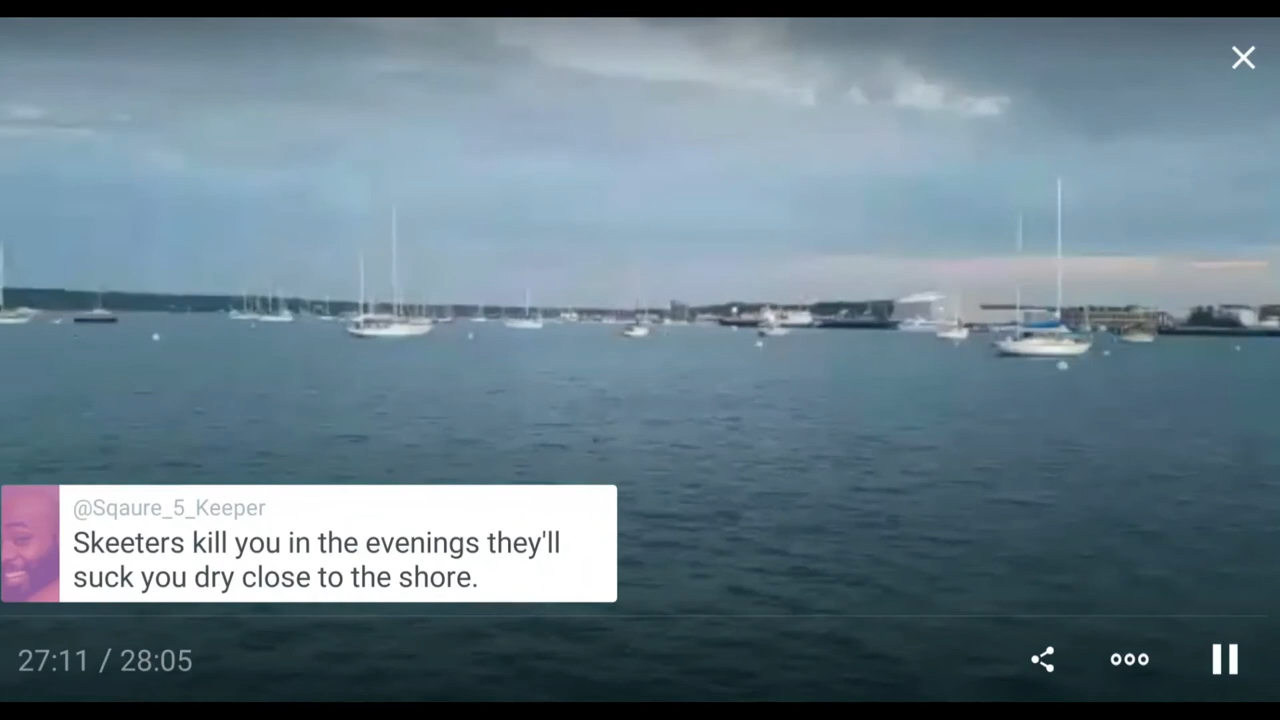 @Sqaure_5_Keeper
Skeeters kill you in the evenings they'll
suck you dry close to the shore.
27:11 / 28:05